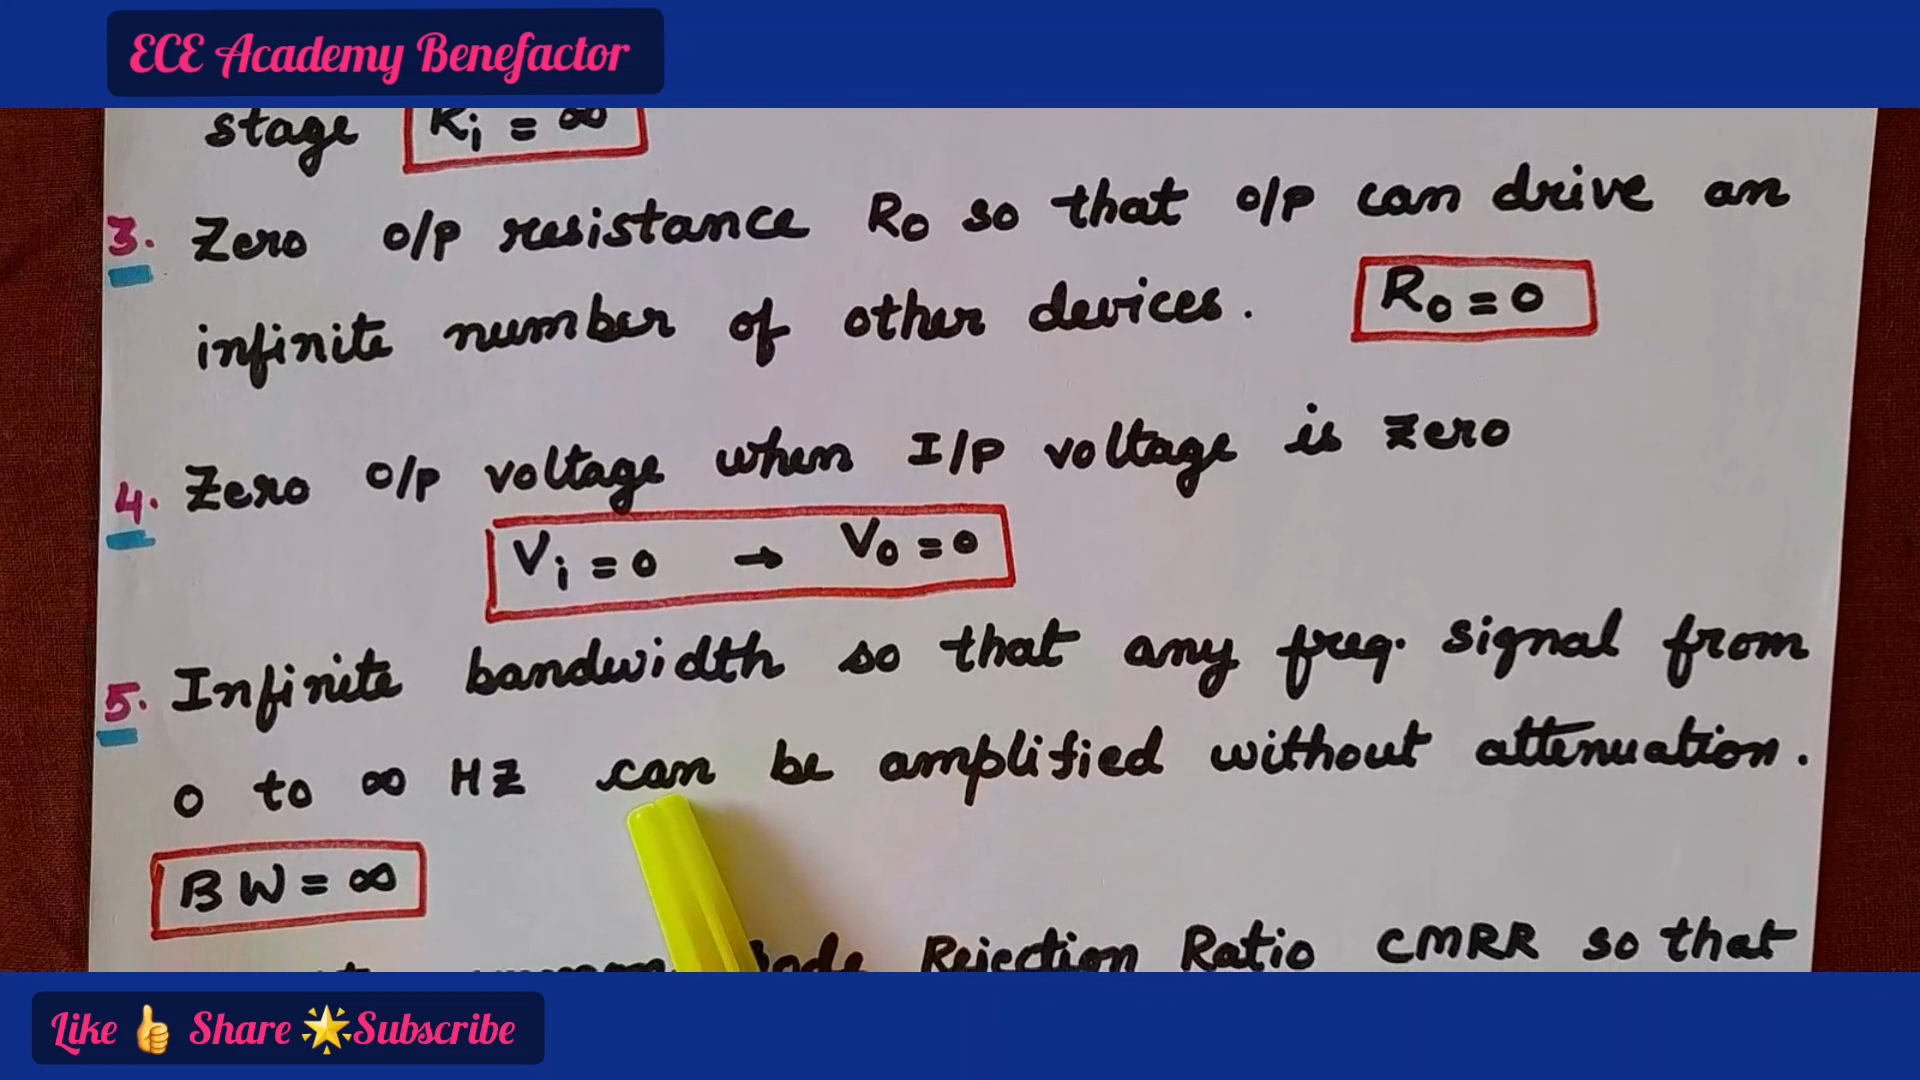 ECE Academy Benefactor
stage Ri = ∞
3. Zero o/p resistance Ro so that o/p can drive an
infinite number of other devices. Ro = 0
4. Zero o/p voltage when I/p voltage is zero
Vi = 0 → Vo = 0
5. Infinite bandwidth so that any freq. signal from
0 to ∞ HZ can be amplified without attenuation.
BW = ∞
Rejection Ratio CMRR so that
Like 👍 Share 🌟Subscribe